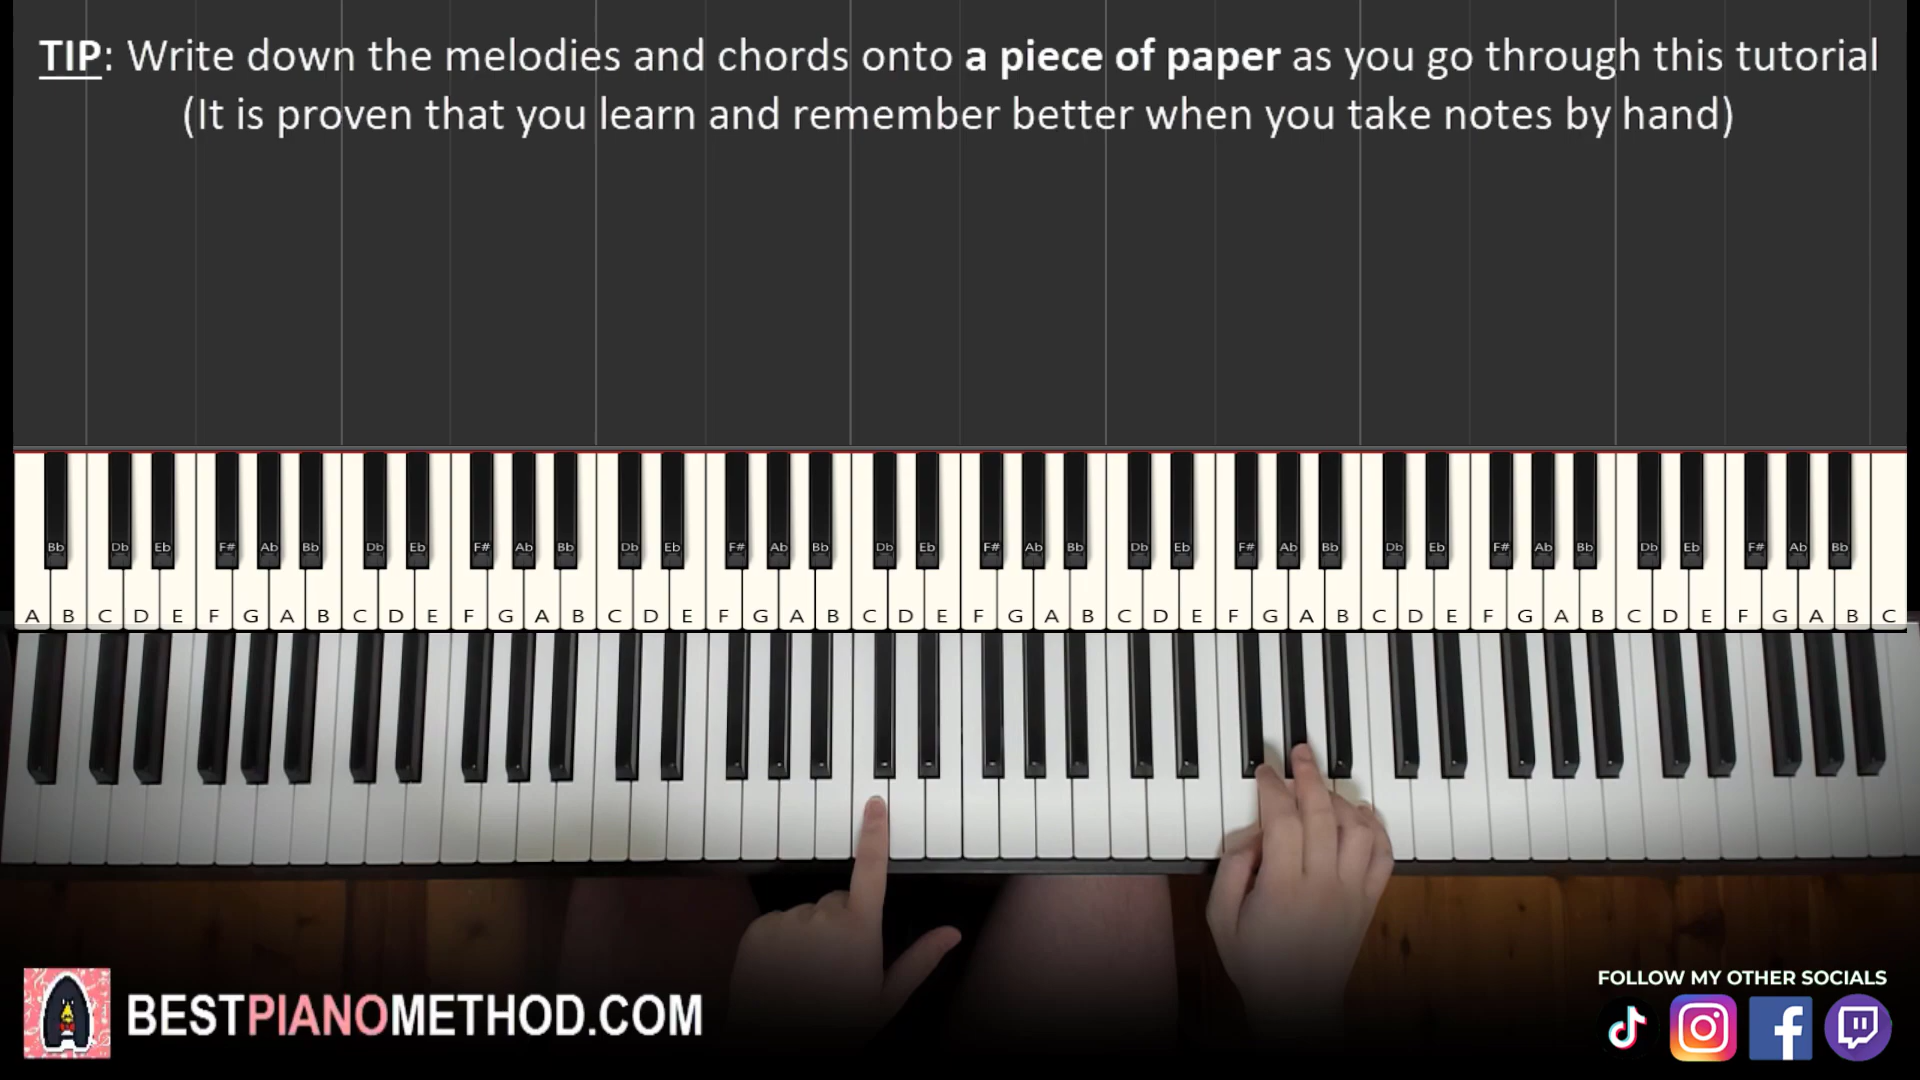 TIP: Write down the melodies and chords onto a piece of paper as you go through this tutorial
(It is proven that you learn and remember better when you take notes by hand)
Bb Db Eb F# Ab Bb Db Eb F# Ab Bb Db Eb F# Ab Bb Db Eb F# Ab Bb Db Eb F# Ab Bb Db Eb F# Ab Bb Db Eb F# Ab Bb
A B C D E F G A B C D E F G A B C D E F G A B C D E F G A B C D E F G A B C D E F G A B C D E F G A B C
BESTPIANOMETHOD.COM
FOLLOW MY OTHER SOCIALS